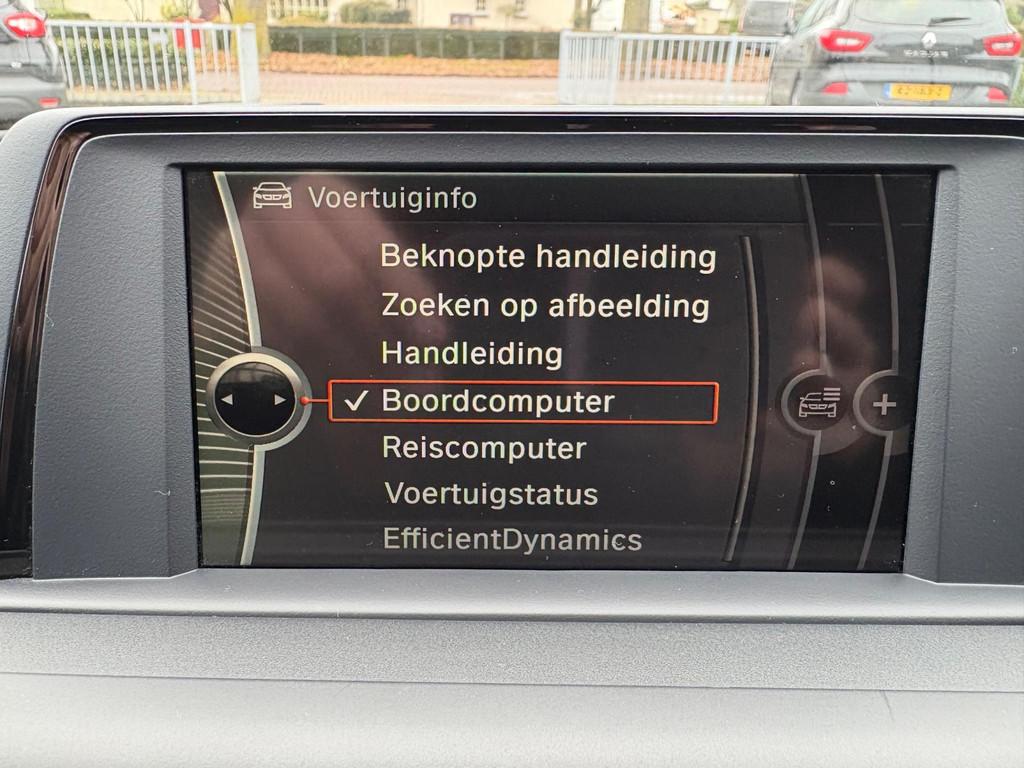 Voertuiginfo
Beknopte handleiding
Zoeken op afbeelding
Handleiding
Boordcomputer
Reiscomputer
Voertuigstatus
EfficientDynamics